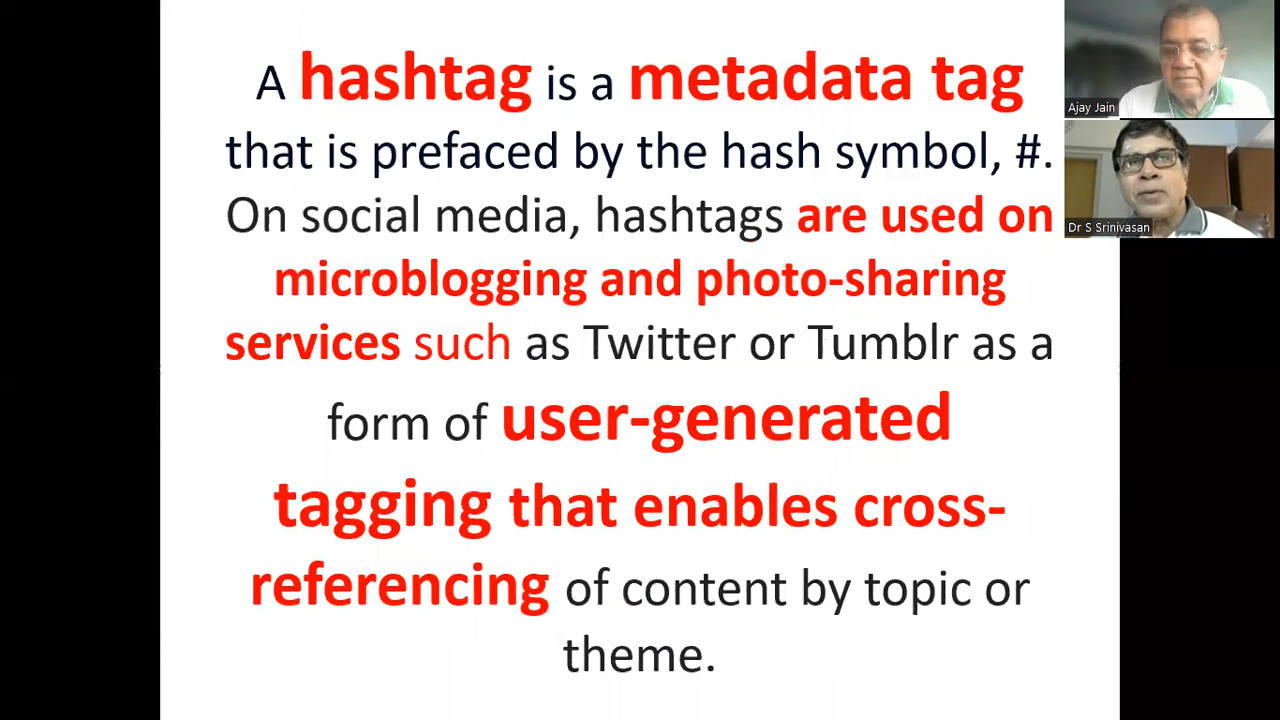 A hashtag is a metadata tag
that is prefaced by the hash symbol, #.
On social media, hashtags are used on
microblogging and photo-sharing
services such as Twitter or Tumblr as a
form of user-generated
tagging that enables cross-
referencing of content by topic or
theme.
Ajay Jain
Dr S Srinivasan